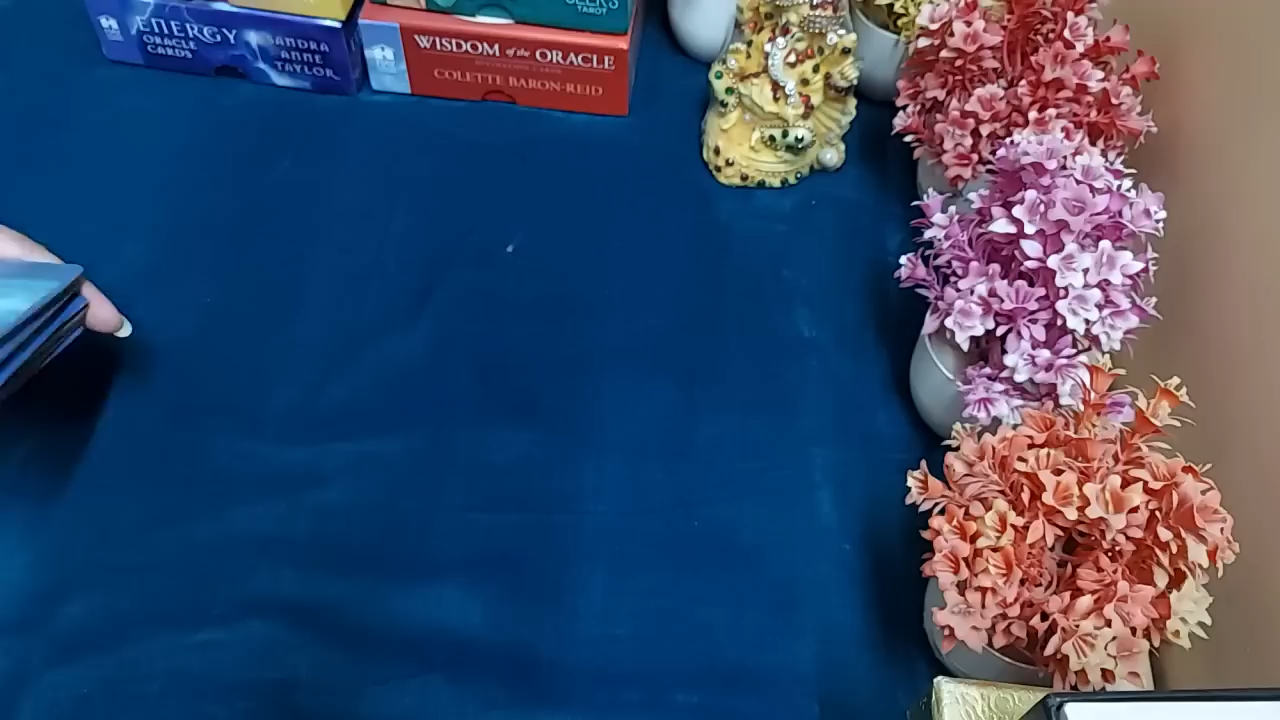 ENERGY
ORACLE
CARDS
SANDRA
ANNE
TAYLOR
TAROT
WISDOM of the ORACLE
COLETTE BARON-REID